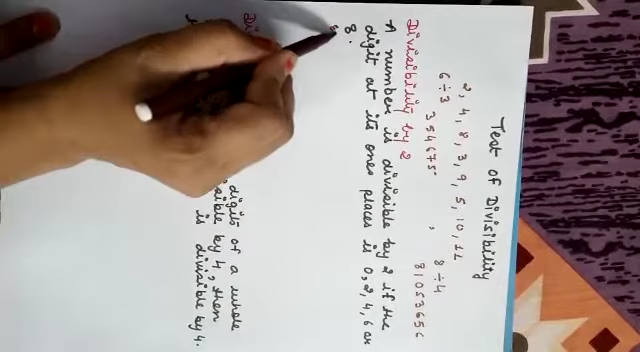 Test of Divisibility
2, 4, 8, 3, 9, 5, 10, 11
6 ÷ 3 8 ÷ 4
354675 , 81053656
Divisibility by 2
A number is divisible by 2 if the
digit at its ones places is 0, 2, 4, 6 or
8.
digits of a whole
by 4, then
is divisible by 4.